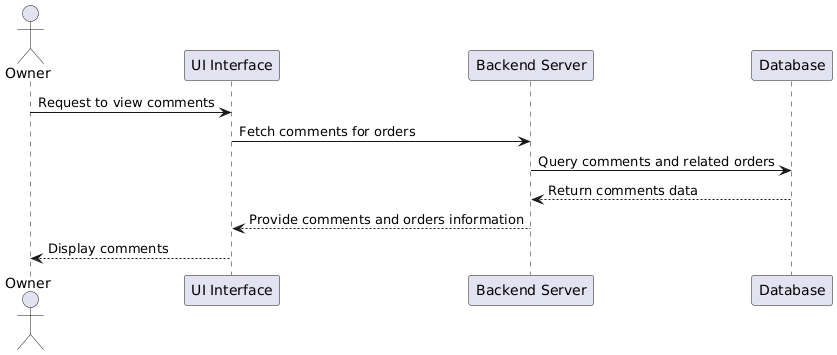 Owner
UI Interface
Backend Server
Database
Request to view comments
Fetch comments for orders
Query comments and related orders
Return comments data
Provide comments and orders information
Display comments
Owner
UI Interface
Backend Server
Database